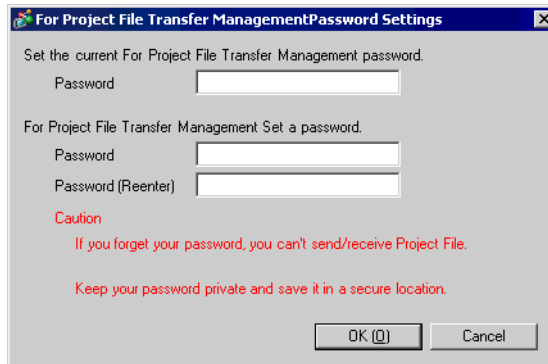 For Project File Transfer ManagementPassword Settings
Set the current For Project File Transfer Management password.
Password
For Project File Transfer Management Set a password.
Password
Password (Reenter)
Caution
If you forget your password, you can't send/receive Project File.
Keep your password private and save it in a secure location.
OK (O)
Cancel